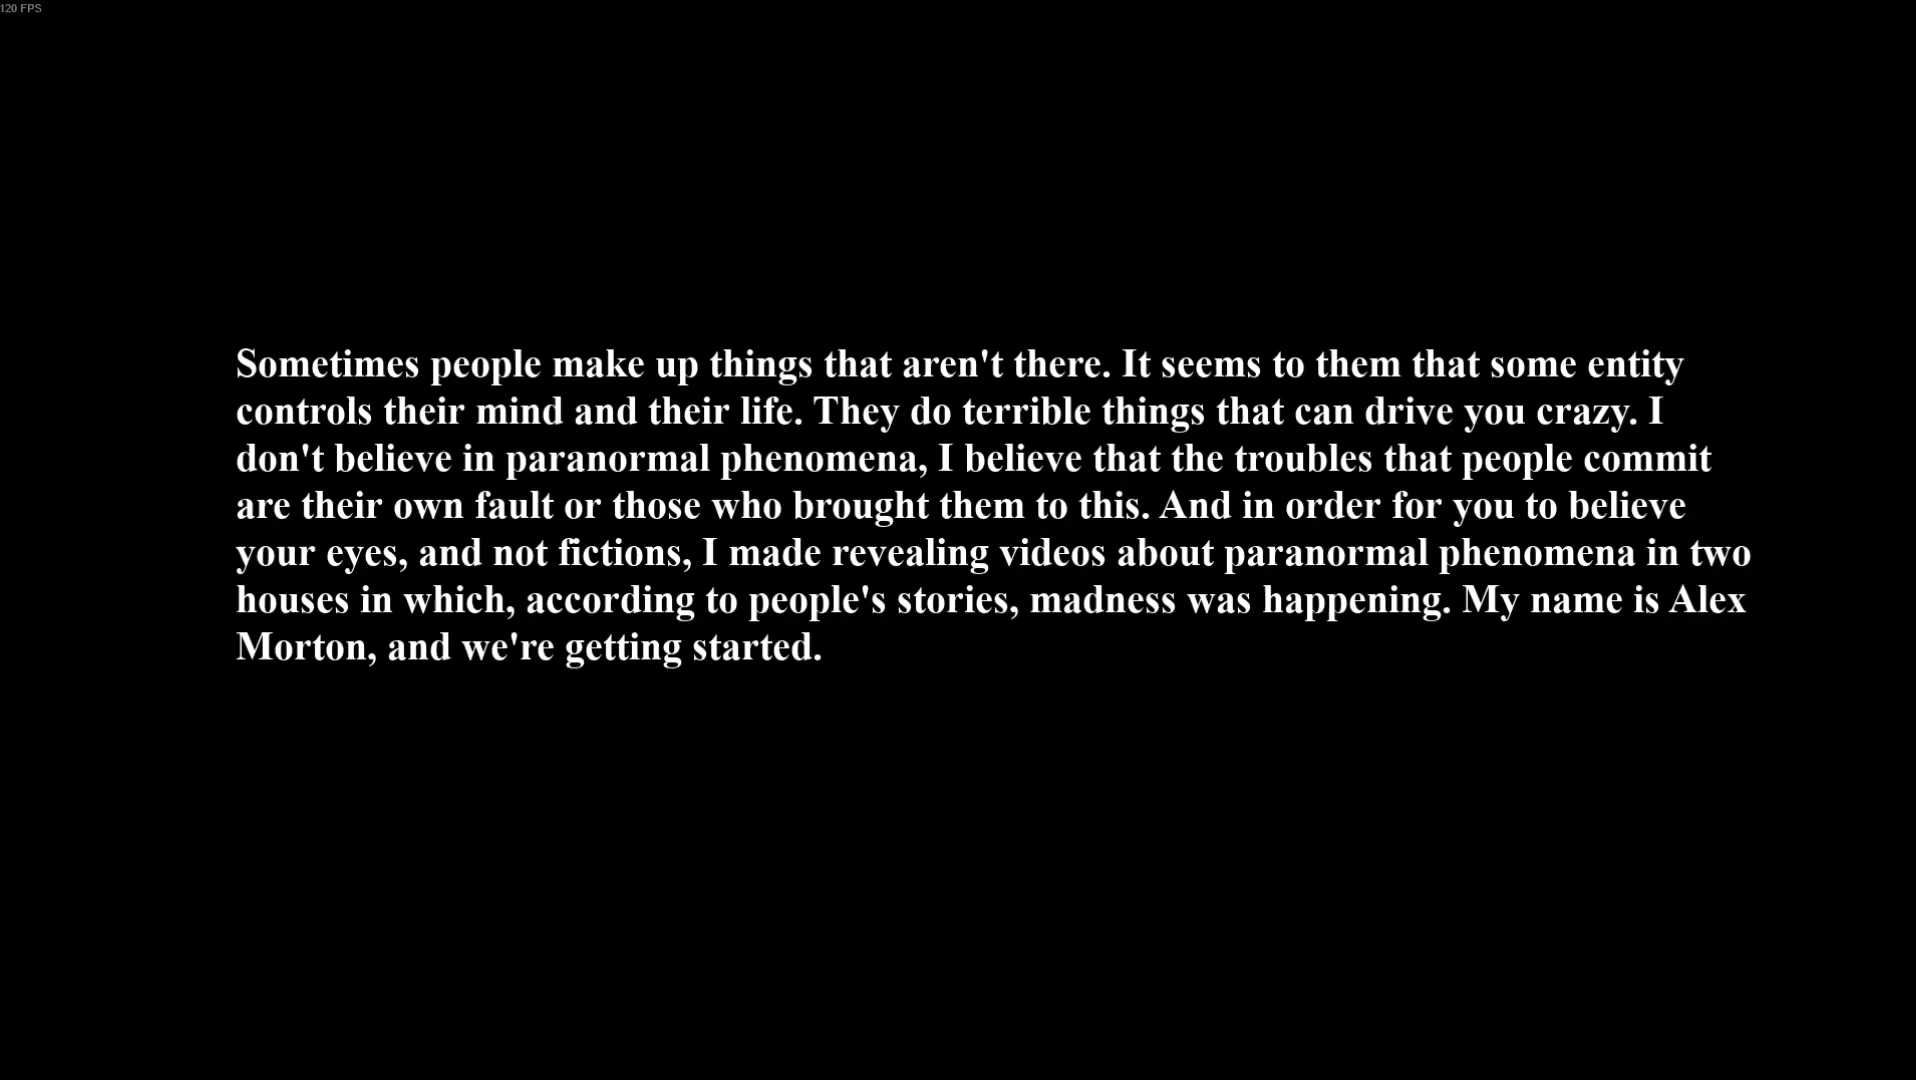 120 FPS
Sometimes people make up things that aren't there. It seems to them that some entity
controls their mind and their life. They do terrible things that can drive you crazy. I
don't believe in paranormal phenomena, I believe that the troubles that people commit
are their own fault or those who brought them to this. And in order for you to believe
your eyes, and not fictions, I made revealing videos about paranormal phenomena in two
houses in which, according to people's stories, madness was happening. My name is Alex
Morton, and we're getting started.